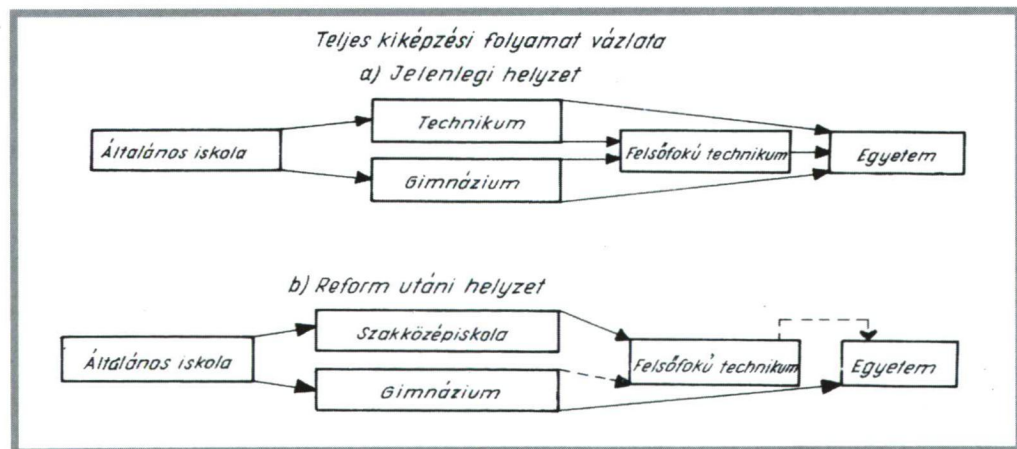 Teljes kiképzési folyamat vázlata
a) Jelenlegi helyzet
Általános iskola
Technikum
Gimnázium
Felsőfokú technikum
Egyetem
b) Reform utáni helyzet
Általános iskola
Szakközépiskola
Gimnázium
Felsőfokú technikum
Egyetem